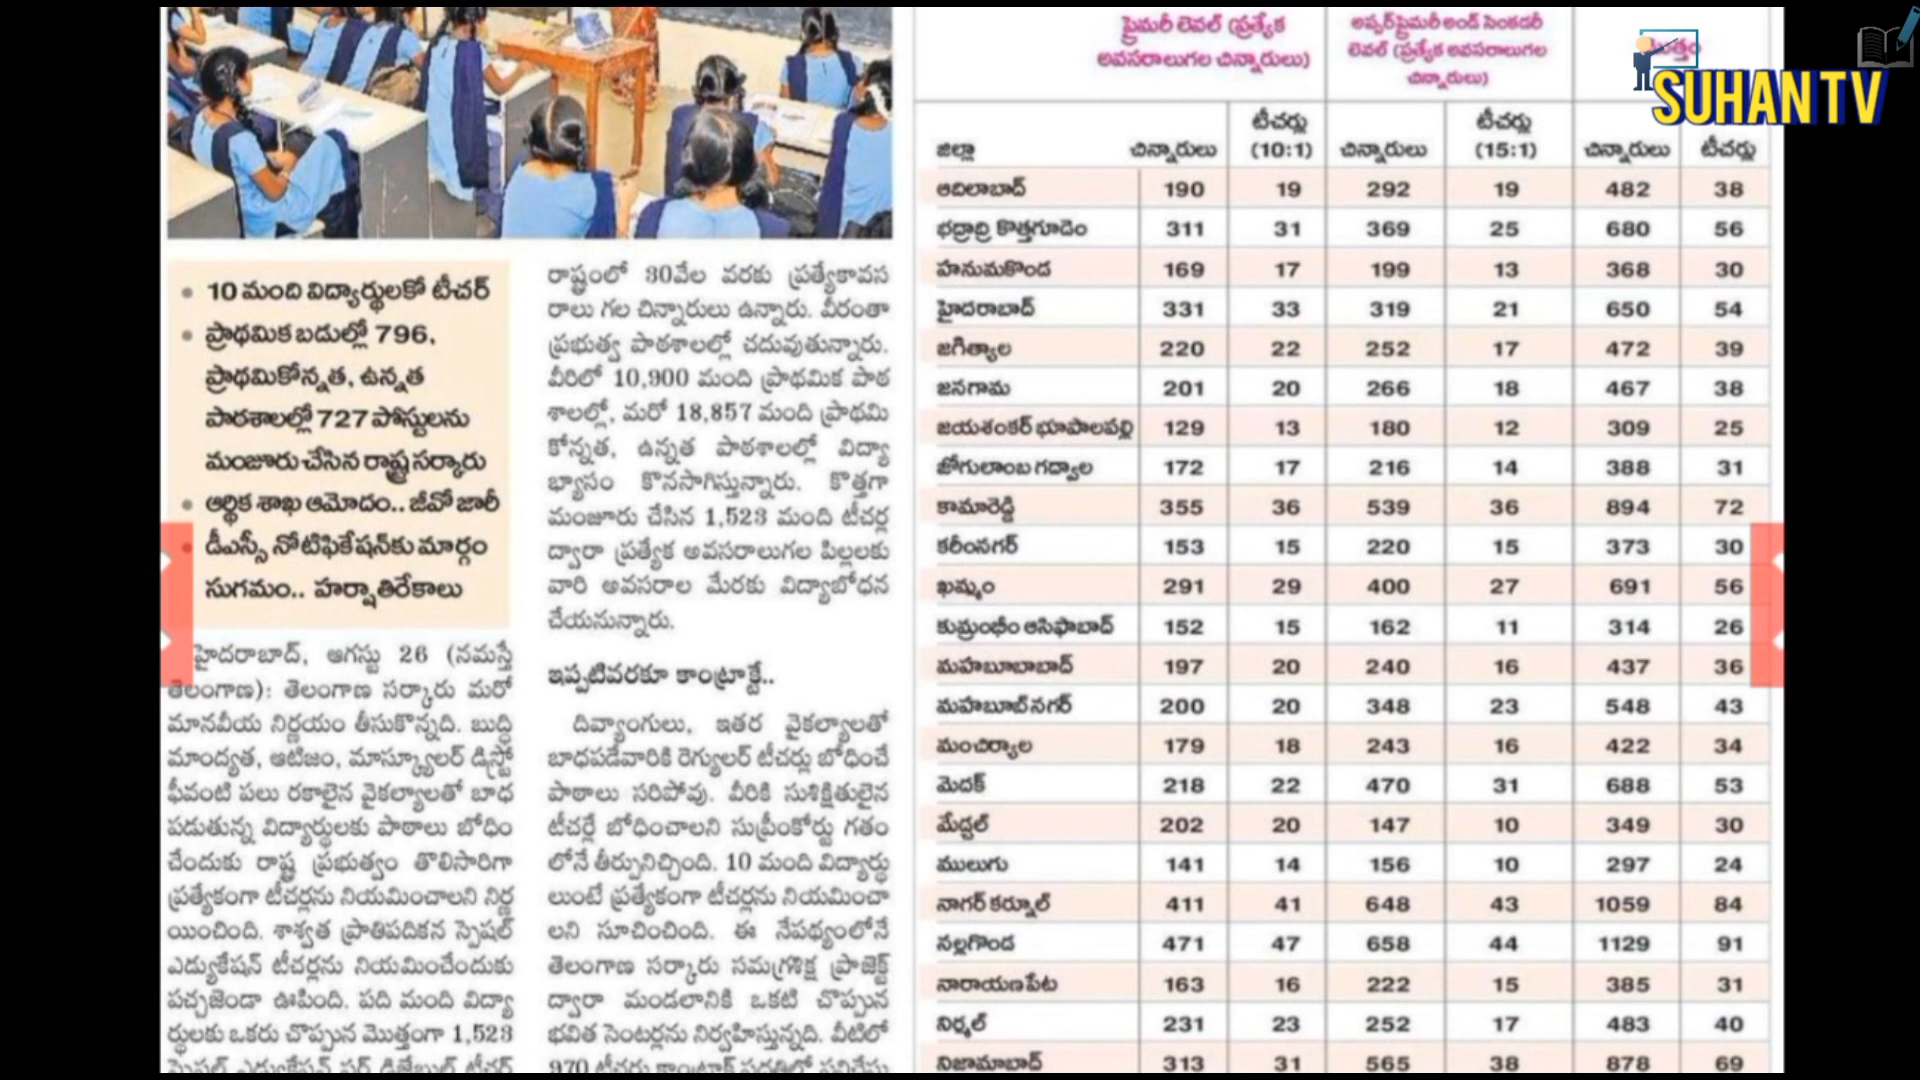 SUHAN TV
10 మంది విద్యార్థులకో టీచర్
ప్రాథమిక బడుల్లో 796,
ప్రాథమికోన్నత, ఉన్నత
పాఠశాలల్లో 727 పోస్టులను
మంజూరు చేసిన రాష్ట్ర సర్కారు
ఆర్థిక శాఖ ఆమోదం.. జీవో జారీ
డీఎస్సీ నోటిఫికేషన్‌కు మార్గం
సుగమం.. హర్షాతిరేకాలు
హైదరాబాద్, ఆగస్టు 26 (నమస్తే
తెలంగాణ): తెలంగాణ సర్కారు మరో
మానవీయ నిర్ణయం తీసుకొన్నది. బుద్ధి
మాంద్యత, ఆటిజం, మాస్క్యూలర్ డిస్ట్రో
ఫీవంటి పలు రకాలైన వైకల్యాలతో బాధ
పడుతున్న విద్యార్థులకు పాఠాలు బోధిం
చేందుకు రాష్ట్ర ప్రభుత్వం తొలిసారిగా
ప్రత్యేకంగా టీచర్లను నియమించాలని నిర్ణ
యించింది. శాశ్వత ప్రాతిపదికన స్పెషల్
ఎడ్యుకేషన్ టీచర్లను నియమించేందుకు
పచ్చజెండా ఊపింది. పది మంది విద్యా
ర్థులకు ఒకరు చొప్పున మొత్తంగా 1,523
స్పెషల్ ఎడ్యుకేషన్ ఫర్ డిజేబుల్ టీచర్
రాష్ట్రంలో 30వేల వరకు ప్రత్యేకావస
రాలు గల చిన్నారులు ఉన్నారు. వీరంతా
ప్రభుత్వ పాఠశాలల్లో చదువుతున్నారు.
వీరిలో 10,900 మంది ప్రాథమిక పాఠ
శాలల్లో, మరో 18,857 మంది ప్రాథమి
కోన్నత, ఉన్నత పాఠశాలల్లో విద్యా
భ్యాసం కొనసాగిస్తున్నారు. కొత్తగా
మంజూరు చేసిన 1,523 మంది టీచర్ల
ద్వారా ప్రత్యేక అవసరాలుగల పిల్లలకు
వారి అవసరాల మేరకు విద్యాబోధన
చేయనున్నారు.
ఇప్పటివరకూ కాంట్రాక్టే..
దివ్యాంగులు, ఇతర వైకల్యాలతో
బాధపడేవారికి రెగ్యులర్ టీచర్లు బోధించే
పాఠాలు సరిపోవు. వీరికి సుశిక్షితులైన
టీచర్లే బోధించాలని సుప్రీంకోర్టు గతం
లోనే తీర్పునిచ్చింది. 10 మంది విద్యార్థు
లుంటే ప్రత్యేకంగా టీచర్లను నియమించా
లని సూచించింది. ఈ నేపథ్యంలోనే
తెలంగాణ సర్కారు సమగ్రశిక్ష ప్రాజెక్ట్
ద్వారా మండలానికి ఒకటి చొప్పున
భవిత సెంటర్లను నిర్వహిస్తున్నది. వీటిలో
970 టీచర్లు కాంట్రాక్ట్ పద్ధతిలో పనిచేస్తు
ప్రైమరీ లెవల్ (ప్రత్యేక
అవసరాలుగల చిన్నారులు)
అప్పర్‌ప్రైమరీ అండ్ సెకండరీ
లెవల్ (ప్రత్యేక అవసరాలుగల
చిన్నారులు)
మొత్తం
జిల్లా చిన్నారులు టీచర్లు (10:1) చిన్నారులు టీచర్లు (15:1) చిన్నారులు టీచర్లు
ఆదిలాబాద్ 190 19 292 19 482 38
భద్రాద్రి కొత్తగూడెం 311 31 369 25 680 56
హనుమకొండ 169 17 199 13 368 30
హైదరాబాద్ 331 33 319 21 650 54
జగిత్యాల 220 22 252 17 472 39
జనగామ 201 20 266 18 467 38
జయశంకర్ భూపాలపల్లి 129 13 180 12 309 25
జోగులాంబ గద్వాల 172 17 216 14 388 31
కామారెడ్డి 355 36 539 36 894 72
కరీంనగర్ 153 15 220 15 373 30
ఖమ్మం 291 29 400 27 691 56
కుమ్రంభీం ఆసిఫాబాద్ 152 15 162 11 314 26
మహబూబాబాద్ 197 20 240 16 437 36
మహబూబ్‌నగర్ 200 20 348 23 548 43
మంచిర్యాల 179 18 243 16 422 34
మెదక్ 218 22 470 31 688 53
మేడ్చల్ 202 20 147 10 349 30
ములుగు 141 14 156 10 297 24
నాగర్ కర్నూల్ 411 41 648 43 1059 84
నల్లగొండ 471 47 658 44 1129 91
నారాయణపేట 163 16 222 15 385 31
నిర్మల్ 231 23 252 17 483 40
నిజామాబాద్ 313 31 565 38 878 69